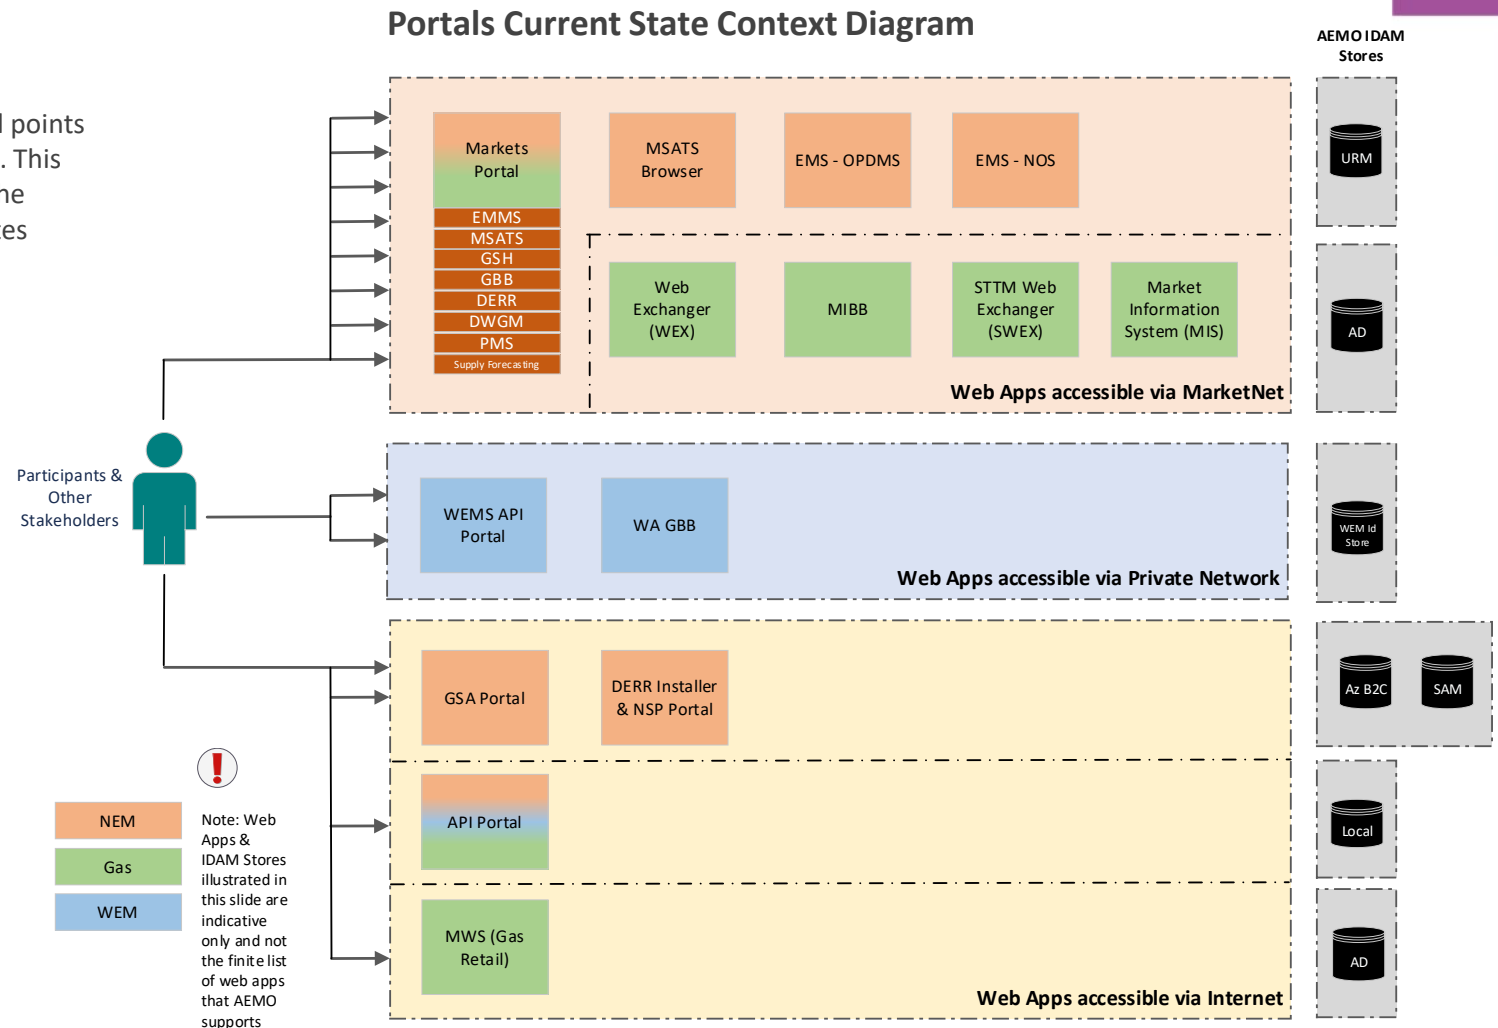 Portals Current State Context Diagram
AEMO IDAM
Stores
points
. This
Markets
Portal
EMMS
MSATS
GSH
GBB
DERR
DWGM
PMS
Supply Forecasting
MSATS
Browser
EMS - OPDMS
EMS - NOS
Web
Exchanger
(WEX)
MIBB
STTM Web
Exchanger
(SWEX)
Market
Information
System (MIS)
Web Apps accessible via MarketNet
URM
AD
Participants &
Other
Stakeholders
WEMS API
Portal
WA GBB
Web Apps accessible via Private Network
WEM Id
Store
GSA Portal
DERR Installer
& NSP Portal
Az B2C
SAM
API Portal
Local
MWS (Gas
Retail)
Web Apps accessible via Internet
AD
NEM
Gas
WEM
Note: Web
Apps &
IDAM Stores
illustrated in
this slide are
indicative
only and not
the finite list
of web apps
that AEMO
supports